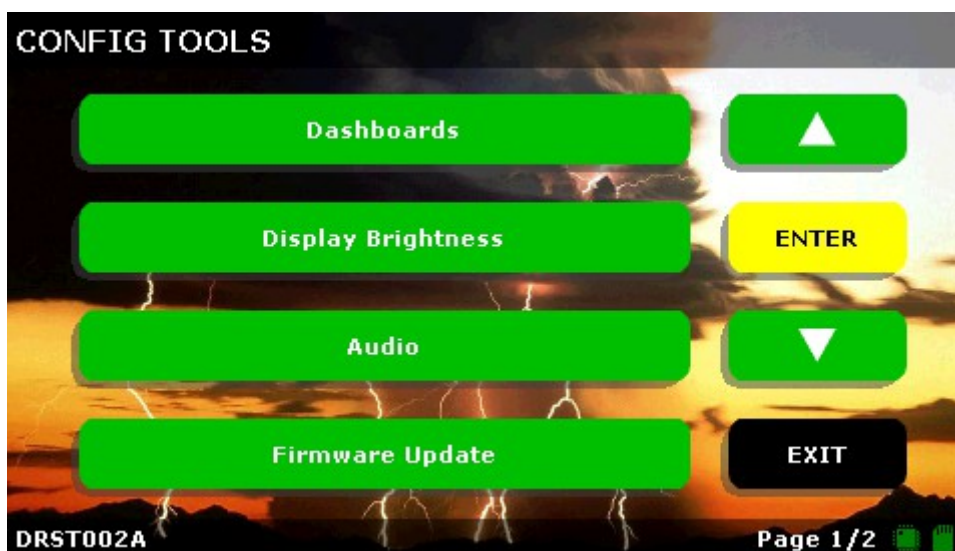 CONFIG TOOLS
Dashboards
Display Brightness
ENTER
Audio
Firmware Update
EXIT
DRST002A
Page 1/2